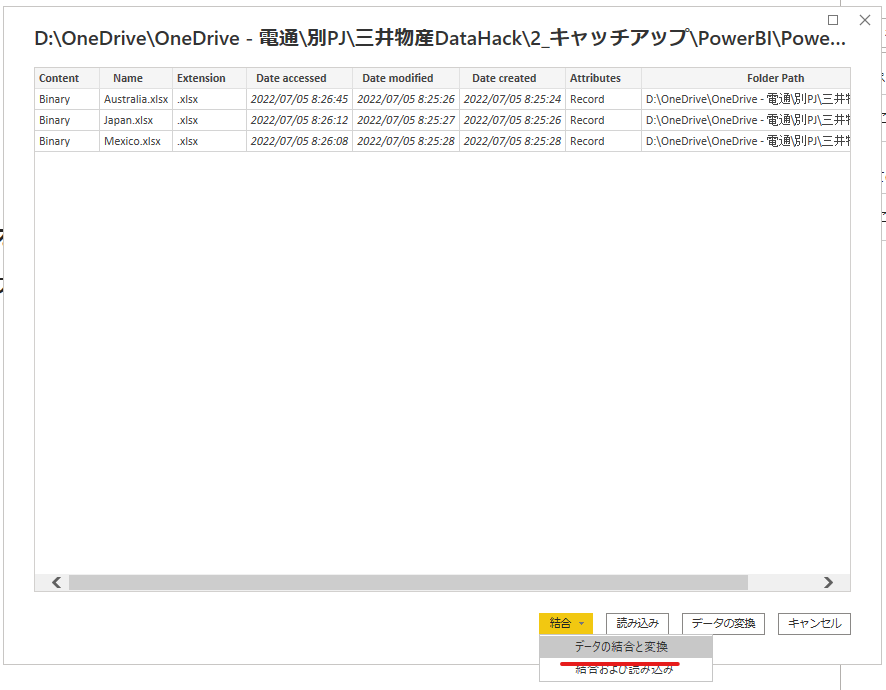 D:\OneDrive\OneDrive - 電通\別PJ\三井物産DataHack\2_キャッチアップ\PowerBI\Powe...
Content Name Extension Date accessed Date modified Date created Attributes Folder Path
Binary Australia.xlsx .xlsx 2022/07/05 8:26:45 2022/07/05 8:25:26 2022/07/05 8:25:24 Record D:\OneDrive\OneDrive - 電通\別PJ\三井
Binary Japan.xlsx .xlsx 2022/07/05 8:26:12 2022/07/05 8:25:27 2022/07/05 8:25:26 Record D:\OneDrive\OneDrive - 電通\別PJ\三井
Binary Mexico.xlsx .xlsx 2022/07/05 8:26:08 2022/07/05 8:25:28 2022/07/05 8:25:28 Record D:\OneDrive\OneDrive - 電通\別PJ\三井
結合 読み込み データの変換 キャンセル
データの結合と変換
結合および読み込み